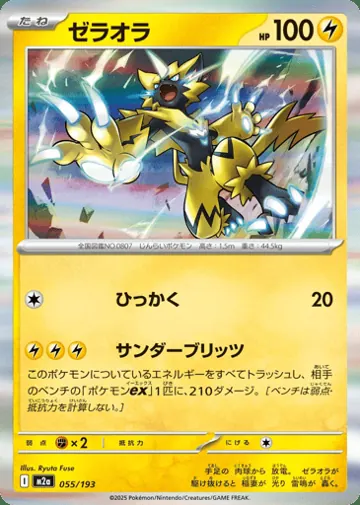 たね
ゼラオラ
HP 100
全国図鑑 NO.0807 じんらいポケモン 高さ：1.5m 重さ：44.5kg
ひっかく 20
サンダーブリッツ
このポケモンについているエネルギーをすべてトラッシュし、相手
のベンチの「ポケモンex」1匹に、210ダメージ。［ベンチは弱点・
抵抗力を計算しない。］
弱点 ×2 抵抗力 にげる
Illus. Ryuta Fuse
手足の 肉球から 放電。 ゼラオラが
駆け抜けると 稲妻が 光り 雷鳴が 轟く。
I M2a 055/193
©2025 Pokémon/Nintendo/Creatures/GAME FREAK.